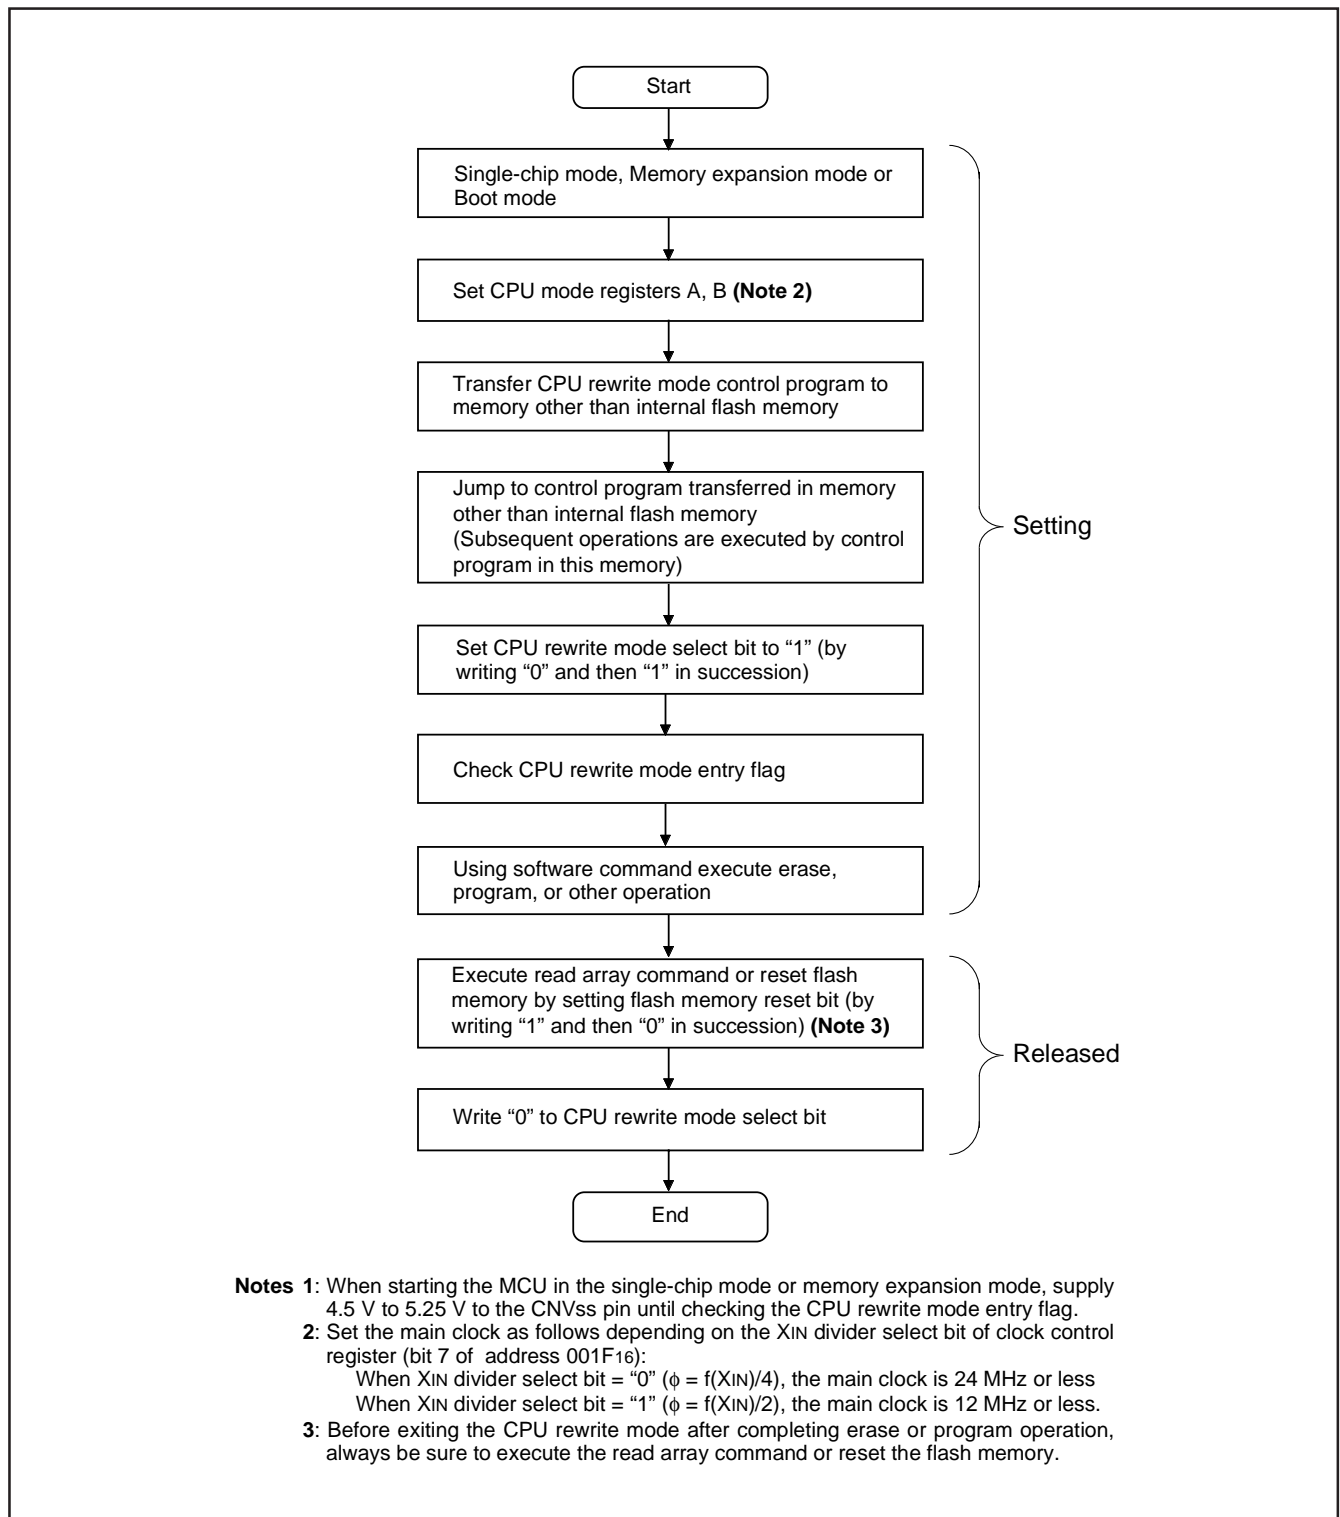 Start
Single-chip mode, Memory expansion mode or
Boot mode
Set CPU mode registers A, B (Note 2)
Transfer CPU rewrite mode control program to
memory other than internal flash memory
Jump to control program transferred in memory
other than internal flash memory
(Subsequent operations are executed by control
program in this memory)
Setting
Set CPU rewrite mode select bit to “1” (by
writing “0” and then “1” in succession)
Check CPU rewrite mode entry flag
Using software command execute erase,
program, or other operation
Execute read array command or reset flash
memory by setting flash memory reset bit (by
writing “1” and then “0” in succession) (Note 3)
Released
Write “0” to CPU rewrite mode select bit
End
Notes 1: When starting the MCU in the single-chip mode or memory expansion mode, supply
4.5 V to 5.25 V to the CNVss pin until checking the CPU rewrite mode entry flag.
2: Set the main clock as follows depending on the XIN divider select bit of clock control
register (bit 7 of address 001F16):
When XIN divider select bit = “0” (ϕ = f(XIN)/4), the main clock is 24 MHz or less
When XIN divider select bit = “1” (ϕ = f(XIN)/2), the main clock is 12 MHz or less.
3: Before exiting the CPU rewrite mode after completing erase or program operation,
always be sure to execute the read array command or reset the flash memory.